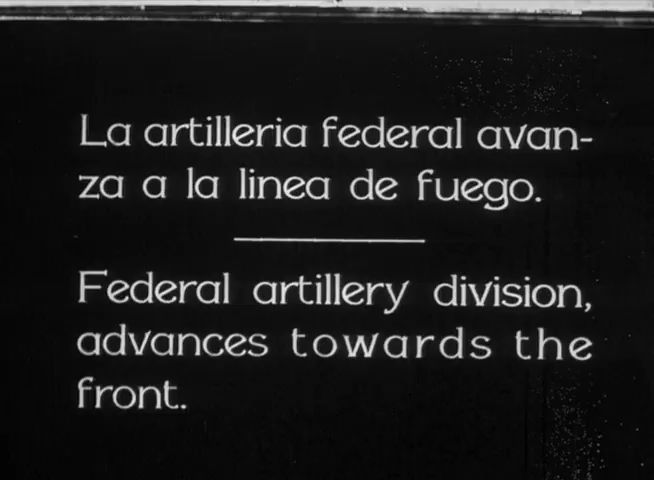 La artilleria federal avan-
za a la linea de fuego.
Federal artillery division,
advances towards the
front.